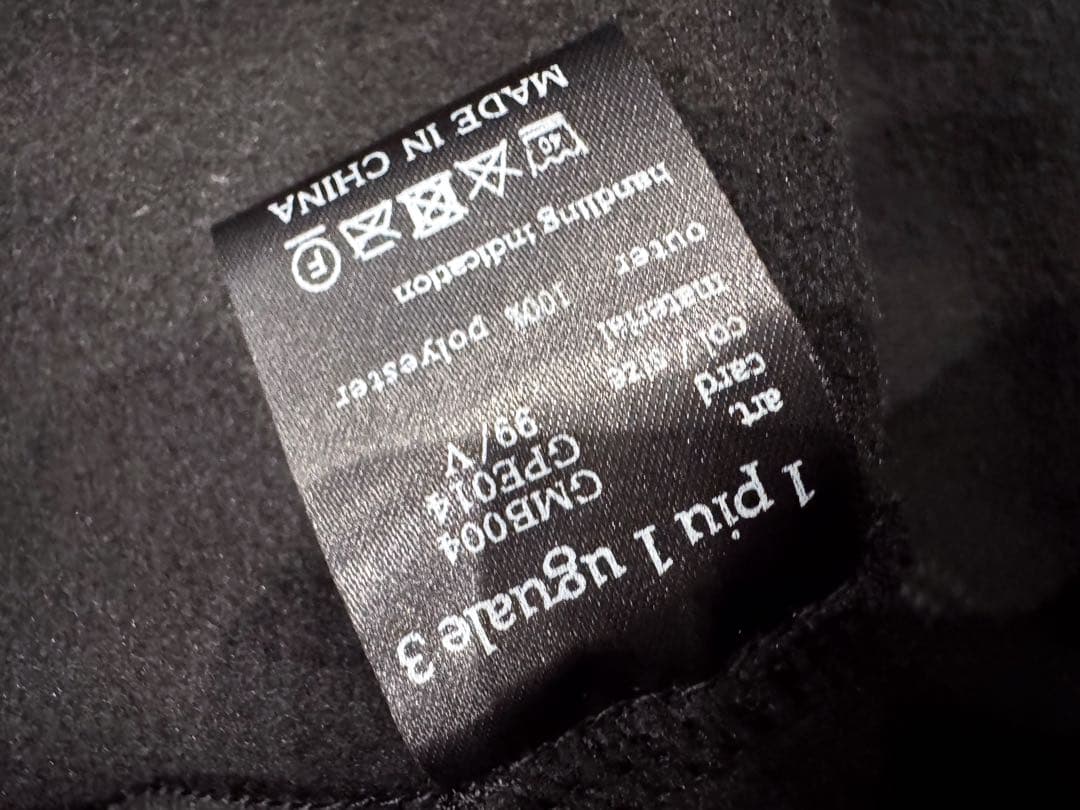 1 piu 1 uguale 3
art. GMB004
card GPE014
col/size 99/V
material
outer 100% polyester
handling indication
40 F
MADE IN CHINA